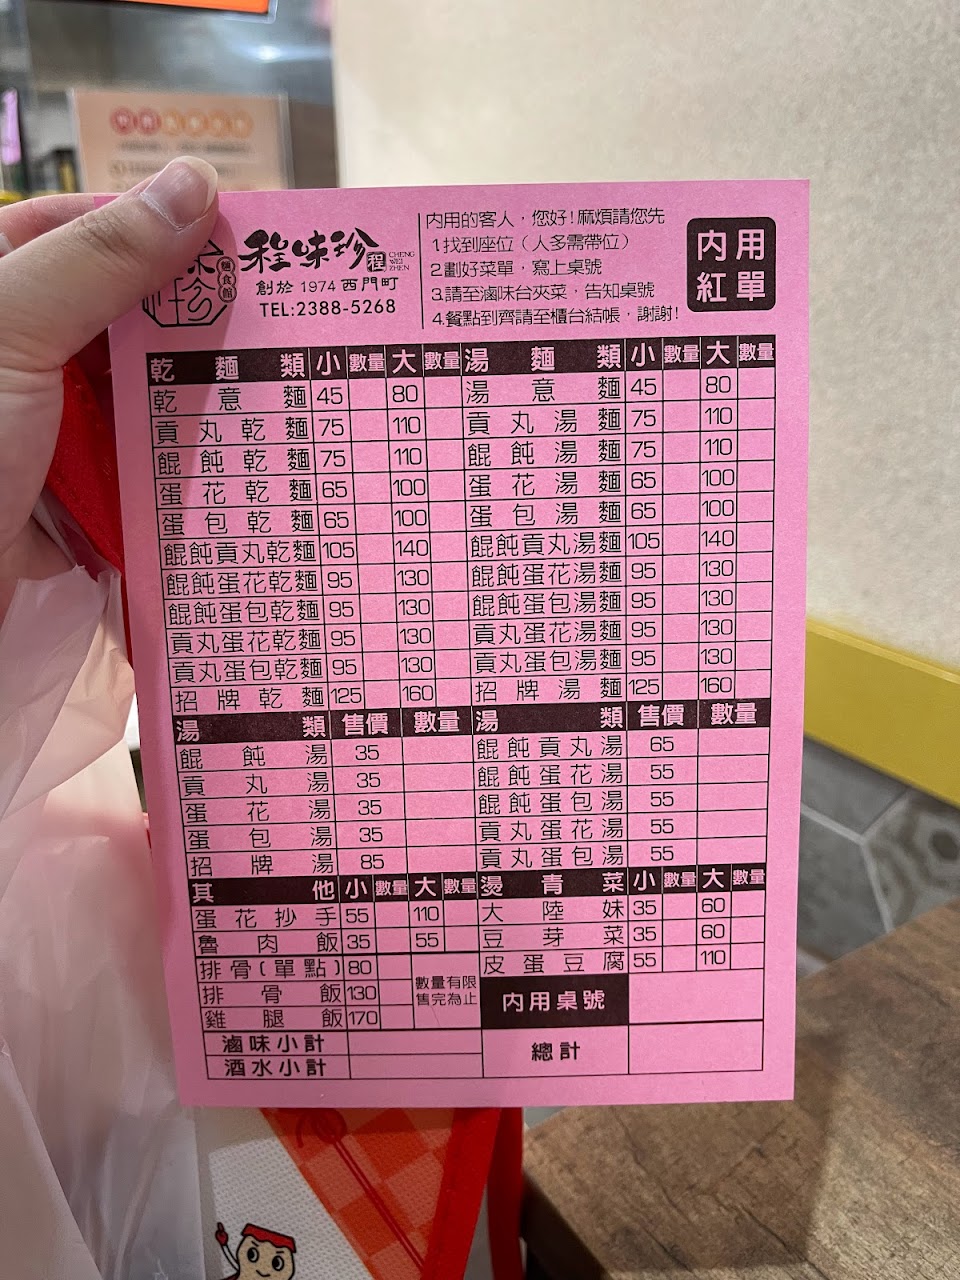 程味珍
CHENG
WEI
ZHEN
程
麵食館
創於 1974 西門町
TEL:2388-5268
內用的客人，您好!麻煩請您先
1.找到座位（人多需帶位）
2.劃好菜單，寫上桌號
3.請至滷味台夾菜，告知桌號
4.餐點到齊請至櫃台結帳，謝謝!
內用
紅單
乾麵類 小 數量 大 數量 湯麵類 小 數量 大 數量
乾意麵 45 80 湯意麵 45 80
貢丸乾麵 75 110 貢丸湯麵 75 110
餛飩乾麵 75 110 餛飩湯麵 75 110
蛋花乾麵 65 100 蛋花湯麵 65 100
蛋包乾麵 65 100 蛋包湯麵 65 100
餛飩貢丸乾麵 105 140 餛飩貢丸湯麵 105 140
餛飩蛋花乾麵 95 130 餛飩蛋花湯麵 95 130
餛飩蛋包乾麵 95 130 餛飩蛋包湯麵 95 130
貢丸蛋花乾麵 95 130 貢丸蛋花湯麵 95 130
貢丸蛋包乾麵 95 130 貢丸蛋包湯麵 95 130
招牌乾麵 125 160 招牌湯麵 125 160
湯類 售價 數量 湯類 售價 數量
餛飩湯 35 餛飩貢丸湯 65
貢丸湯 35 餛飩蛋花湯 55
蛋花湯 35 餛飩蛋包湯 55
蛋包湯 35 貢丸蛋花湯 55
招牌湯 85 貢丸蛋包湯 55
其他 小 數量 大 數量 燙青菜 小 數量 大 數量
蛋花抄手 55 110 大陸妹 35 60
魯肉飯 35 55 豆芽菜 35 60
排骨(單點) 80 皮蛋豆腐 55 110
排骨飯 130
雞腿飯 170
數量有限
售完為止
內用桌號
滷味小計
酒水小計
總計